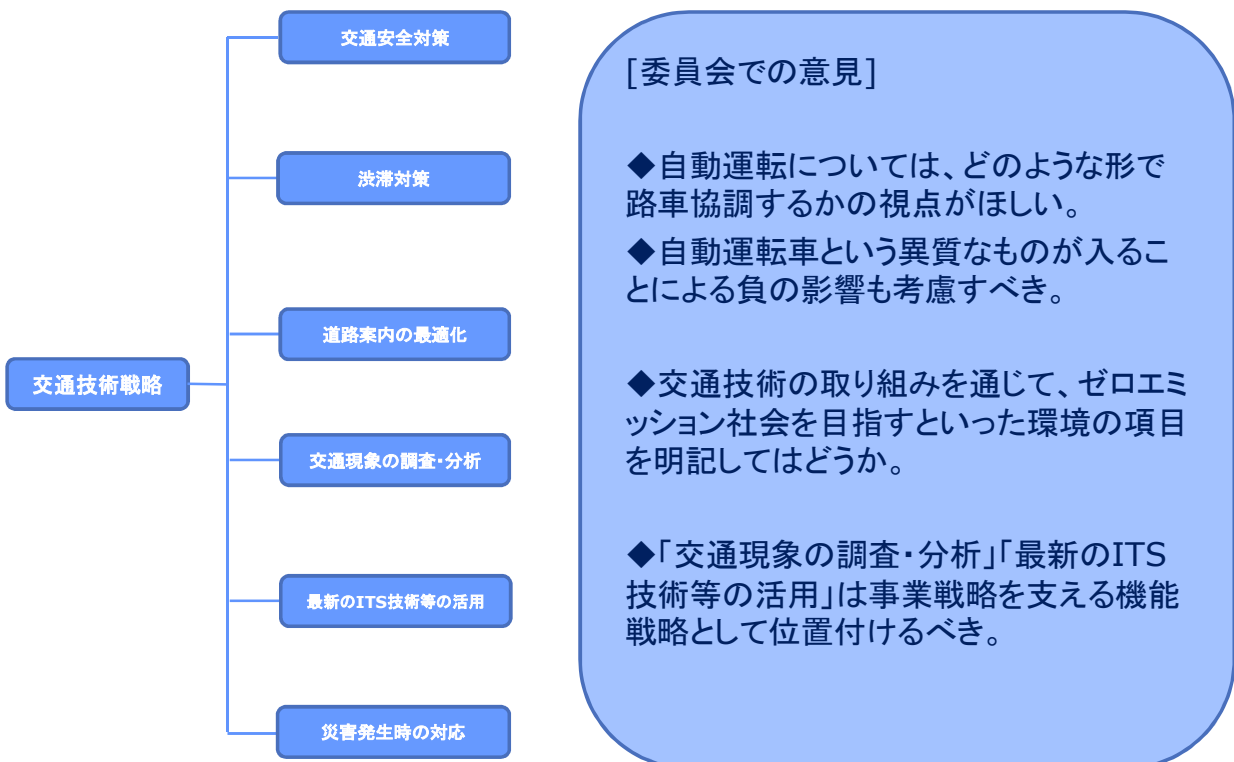 交通技術戦略
交通安全対策
渋滞対策
道路案内の最適化
交通現象の調査・分析
最新のITS技術等の活用
災害発生時の対応
[委員会での意見]
◆自動運転については、どのような形で
路車協調するかの視点がほしい。
◆自動運転車という異質なものが入るこ
とによる負の影響も考慮すべき。
◆交通技術の取り組みを通じて、ゼロエミ
ッション社会を目指すといった環境の項目
を明記してはどうか。
◆「交通現象の調査・分析」「最新のITS
技術等の活用」は事業戦略を支える機能
戦略として位置付けるべき。